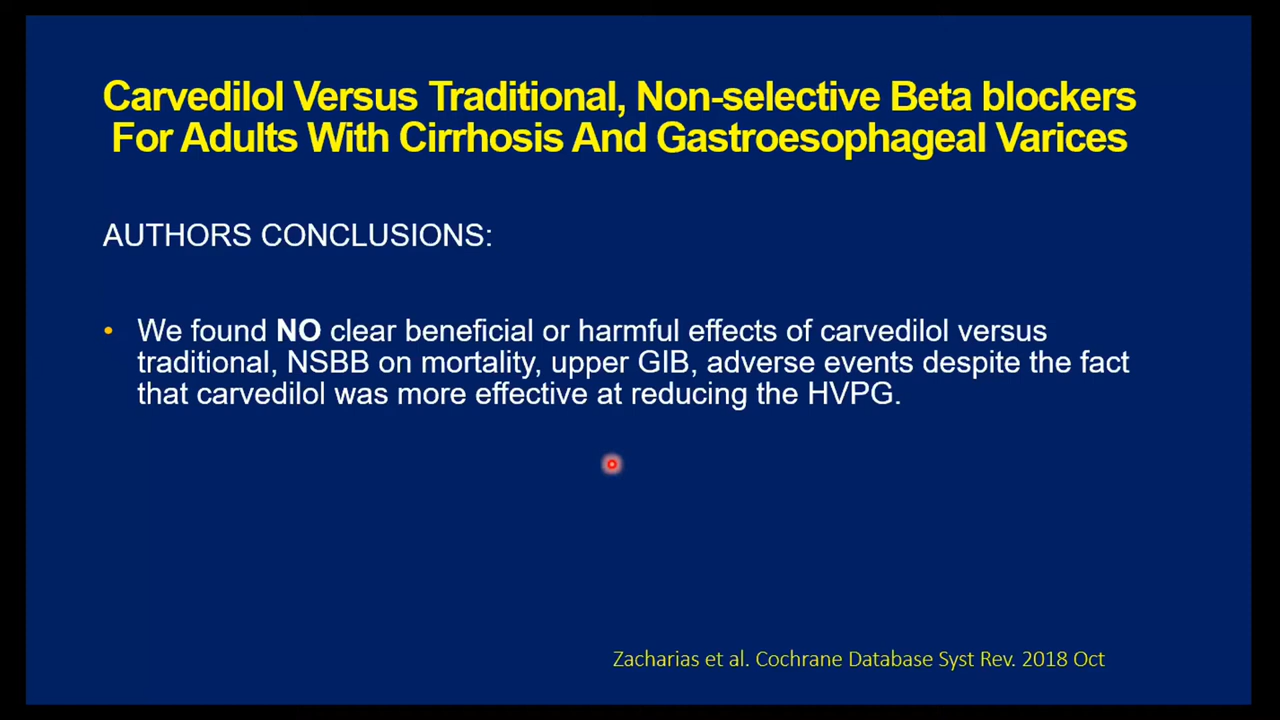 Carvedilol Versus Traditional, Non-selective Beta blockers
For Adults With Cirrhosis And Gastroesophageal Varices
AUTHORS CONCLUSIONS:
• We found NO clear beneficial or harmful effects of carvedilol versus
traditional, NSBB on mortality, upper GIB, adverse events despite the fact
that carvedilol was more effective at reducing the HVPG.
Zacharias et al. Cochrane Database Syst Rev. 2018 Oct